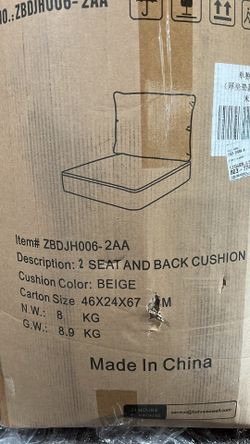 NO.: ZBDJH006-2AA
Item# ZBDJH006-2AA
Description: 2 SEAT AND BACK CUSHION
Cushion Color: BEIGE
Carton Size 46X24X67 M
N.W.: 8 KG
G.W.: 8.9 KG
Made In China